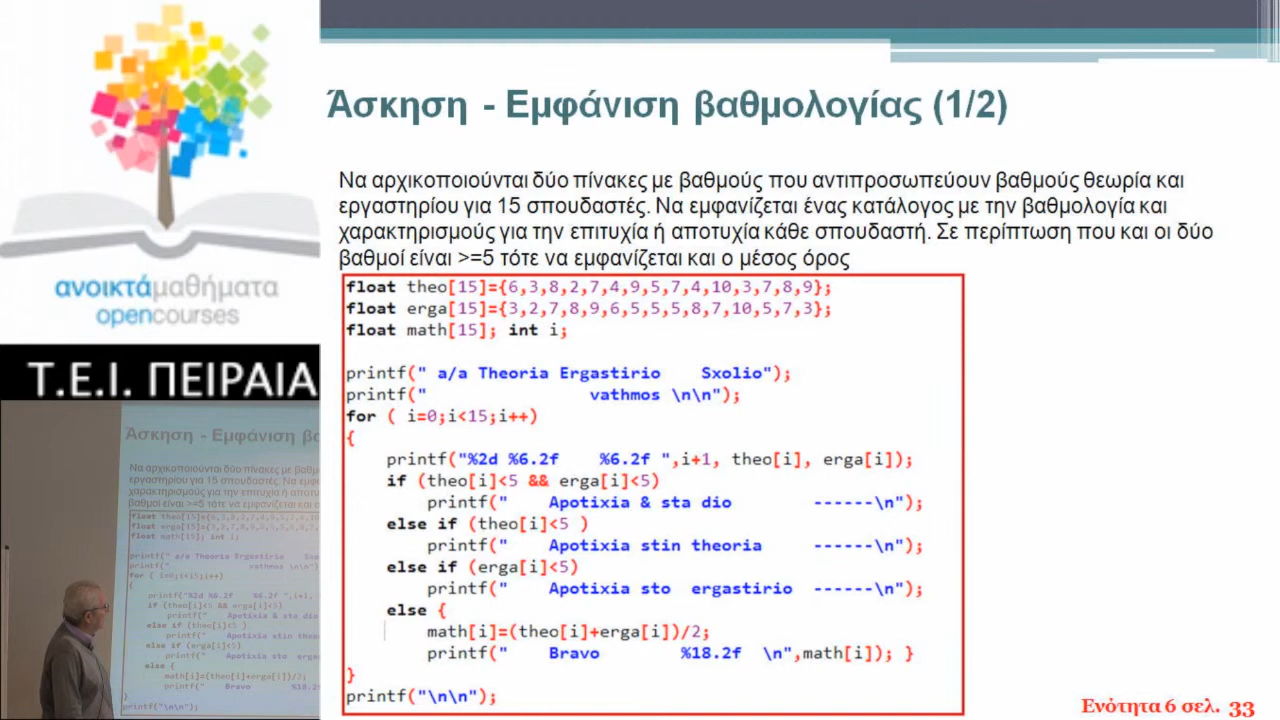 Άσκηση - Εμφάνιση βαθμολογίας (1/2)
Να αρχικοποιούνται δύο πίνακες με βαθμούς που αντιπροσωπεύουν βαθμούς θεωρία και
εργαστηρίου για 15 σπουδαστές. Να εμφανίζεται ένας κατάλογος με την βαθμολογία και
χαρακτηρισμούς για την επιτυχία ή αποτυχία κάθε σπουδαστή. Σε περίπτωση που και οι δύο
βαθμοί είναι >=5 τότε να εμφανίζεται και ο μέσος όρος
float theo[15]={6,3,8,2,7,4,9,5,7,4,10,3,7,8,9};
float erga[15]={3,2,7,8,9,6,5,5,5,8,7,10,5,7,3};
float math[15]; int i;
printf(" a/a Theoria Ergastirio    Sxolio");
printf("                vathmos \n\n");
for ( i=0;i<15;i++)
{
    printf("%2d %6.2f    %6.2f ",i+1, theo[i], erga[i]);
    if (theo[i]<5 && erga[i]<5)
        printf("    Apotixia & sta dio        ------\n");
    else if (theo[i]<5 )
        printf("    Apotixia stin theoria     ------\n");
    else if (erga[i]<5)
        printf("    Apotixia sto  ergastirio  ------\n");
    else {
        math[i]=(theo[i]+erga[i])/2;
        printf("    Bravo        %18.2f  \n",math[i]); }
}
printf("\n\n");
ανοικτάμαθήματα
opencourses
Τ.Ε.Ι. ΠΕΙΡΑΙΑ
Άσκηση - Εμφάνιση βα
Ενότητα 6 σελ. 33